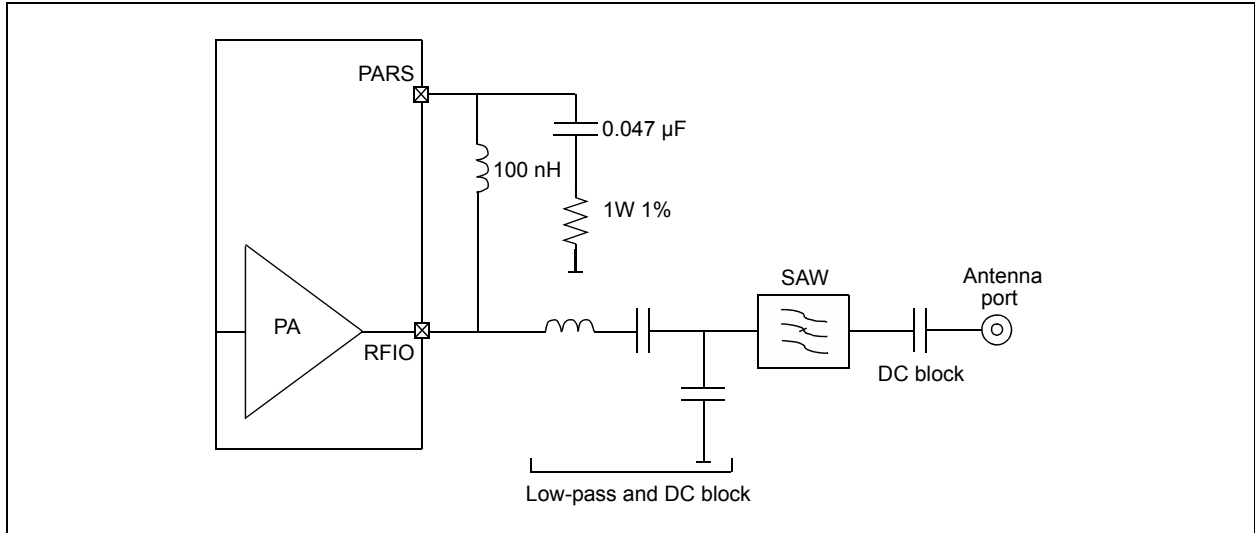 PARS
0.047 µF
100 nH
1W 1%
SAW
Antenna
port
PA
RFIO
DC block
Low-pass and DC block